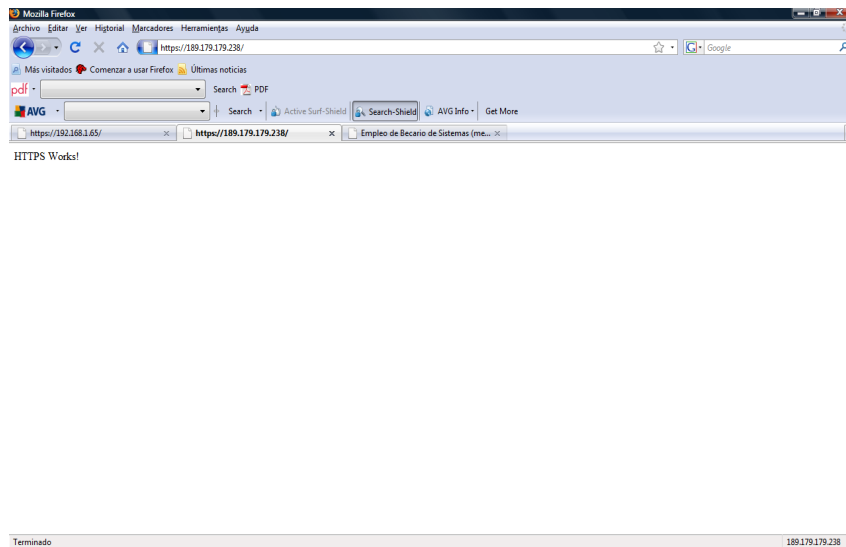 Mozilla Firefox
Archivo Editar Ver Historial Marcadores Herramientas Ayuda
https://189.179.179.238/ Google
Más visitados Comenzar a usar Firefox Últimas noticias
pdf Search PDF
AVG Search Active Surf-Shield Search-Shield AVG Info Get More
https://192.168.1.65/ https://189.179.179.238/ Empleo de Becario de Sistemas (me...
HTTPS Works!
Terminado 189.179.179.238